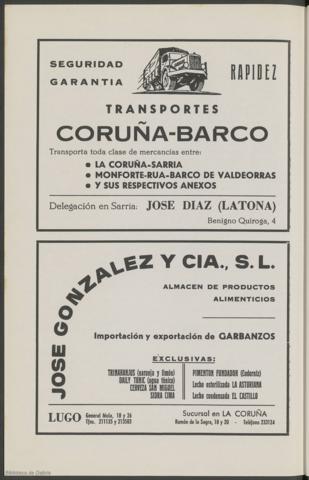 SEGURIDAD
GARANTIA
RAPIDEZ
TRANSPORTES
CORUÑA-BARCO
Transporta toda clase de mercancías entre:
● LA CORUÑA-SARRIA
● MONFORTE-RUA-BARCO DE VALDEORRAS
● Y SUS RESPECTIVOS ANEXOS
Delegación en Sarria: JOSE DIAZ (LATONA)
Benigno Quiroga, 4
JOSE GONZALEZ Y CIA., S. L.
ALMACEN DE PRODUCTOS
ALIMENTICIOS
Importación y exportación de GARBANZOS
EXCLUSIVAS:
TRINARANJUS (naranja y limón)
DAILY TONIC (agua tónica)
CERVEZA SAN MIGUEL
SIDRA CIMA
PIMENTON FUNDADOR (Cadernis)
Leche esterilizada LA ASTURIANA
Leche condensada EL CASTILLO
LUGO General Mola, 18 y 26
Tfnos. 211135 y 213503
Sucursal en LA CORUÑA
Ramón de la Sagra, 18 y 20 - Teléfono 232124
Biblioteca de Galicia